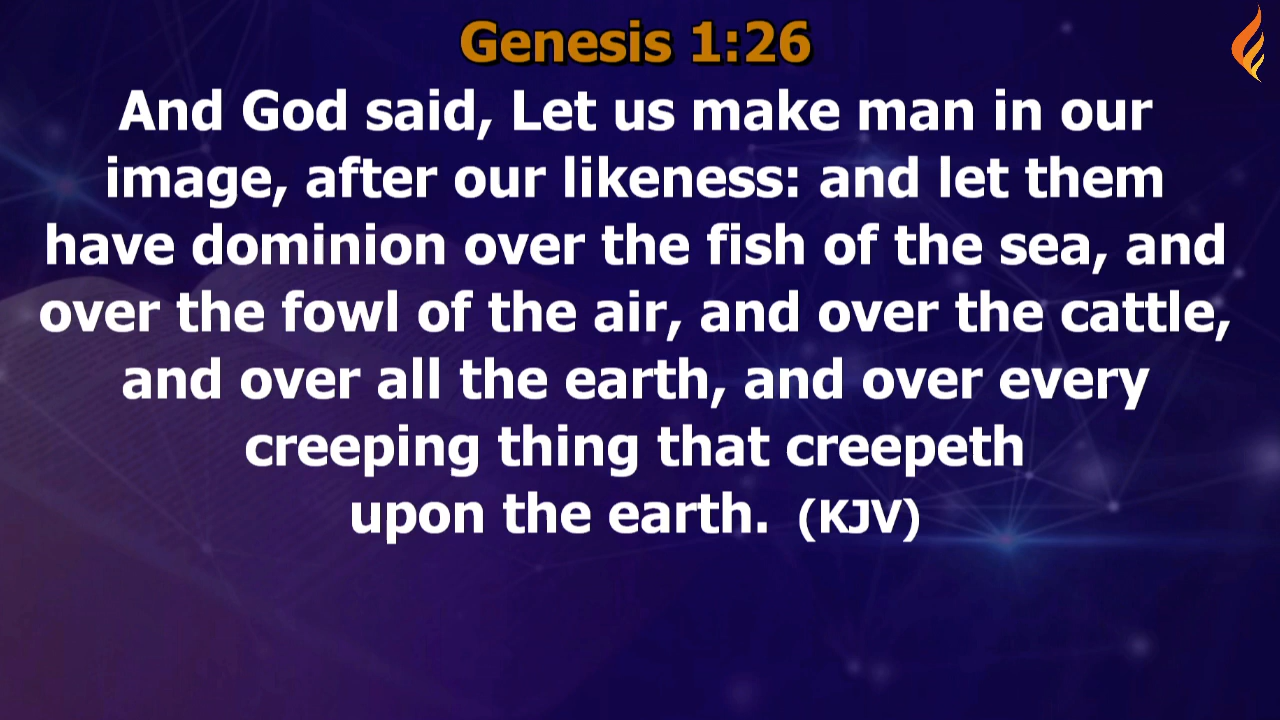 Genesis 1:26
And God said, Let us make man in our
image, after our likeness: and let them
have dominion over the fish of the sea, and
over the fowl of the air, and over the cattle,
and over all the earth, and over every
creeping thing that creepeth
upon the earth. (KJV)